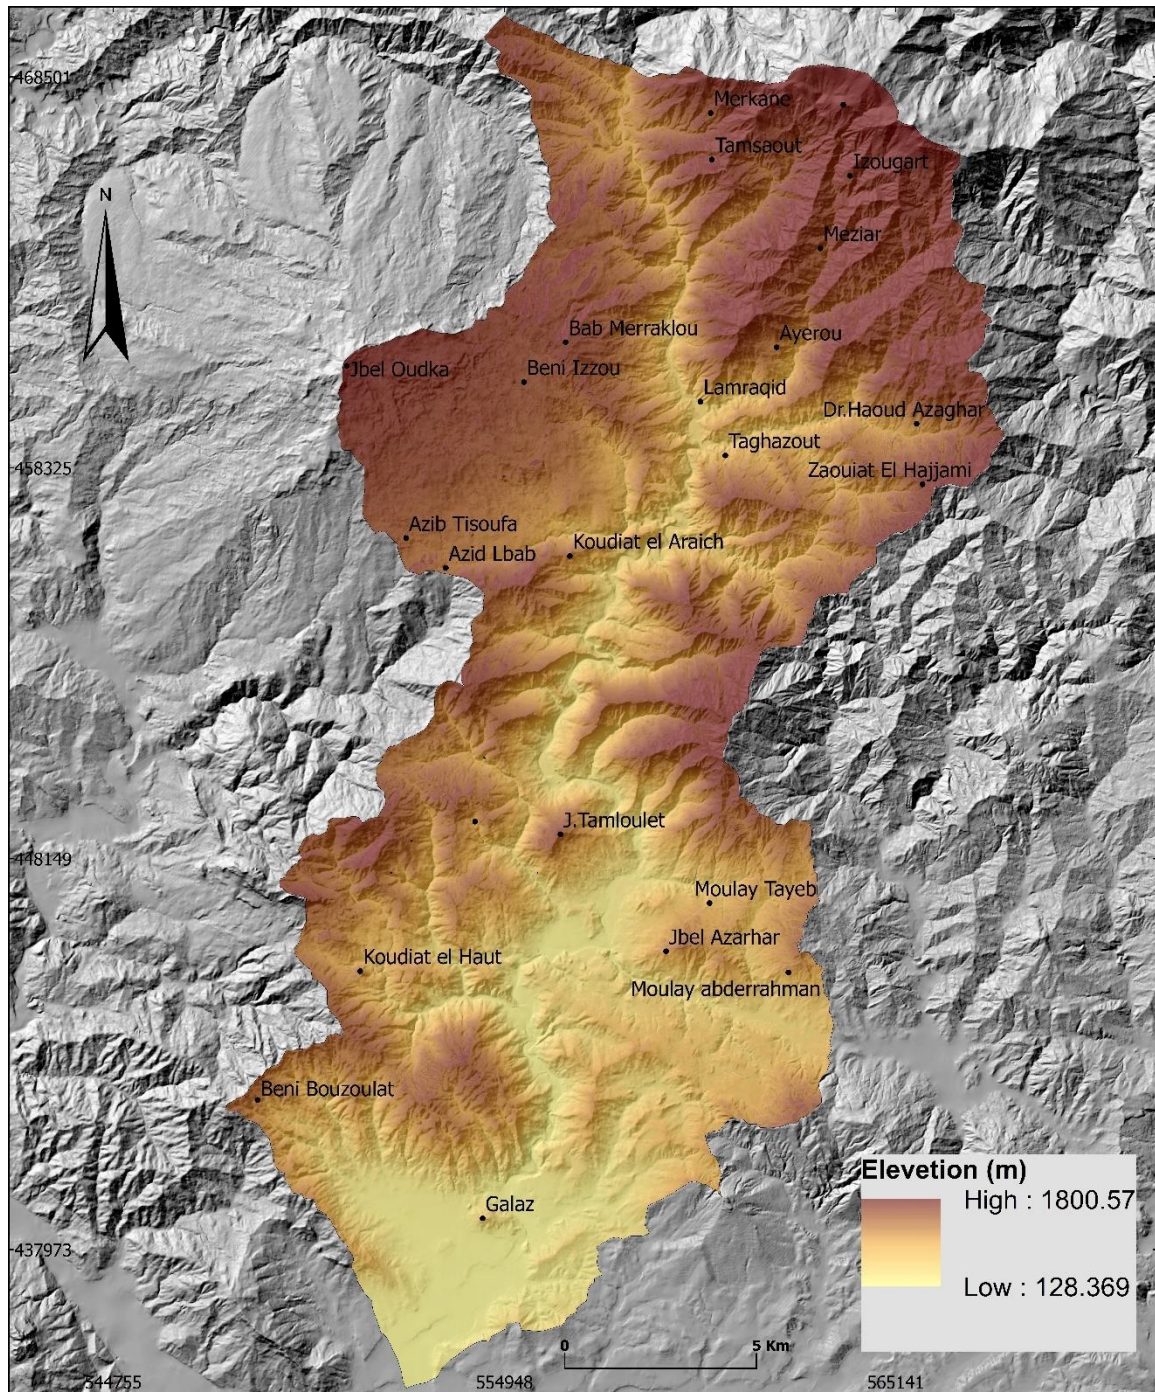 468501
Merkane
Tamsaout
Izougart
N
Meziar
Bab Merraklou
Ayerou
Jbel Oudka
Beni Izzou
Lamraqid
Dr.Haoud Azaghar
Taghazout
458325
Zaouiat El Hajjami
Azib Tisoufa
Koudiat el Araich
Azid Lbab
J.Tamloulet
448149
Moulay Tayeb
Jbel Azarhar
Koudiat el Haut
Moulay abderrahman
Beni Bouzoulat
Elevetion (m)
High : 1800.57
Galaz
437973
Low : 128.369
0 5 Km
544755 554948 565141